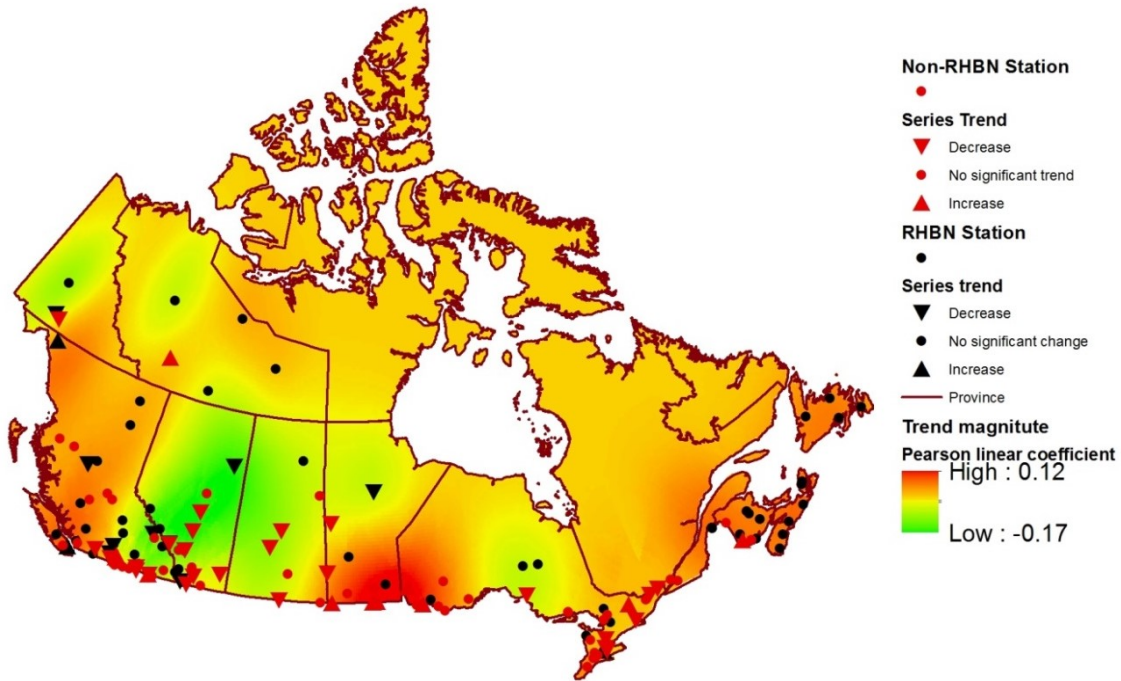 Non-RHBN Station
Series Trend
Decrease
No significant trend
Increase
RHBN Station
Series trend
Decrease
No significant change
Increase
Province
Trend magnitute
Pearson linear coefficient
High : 0.12
Low : -0.17